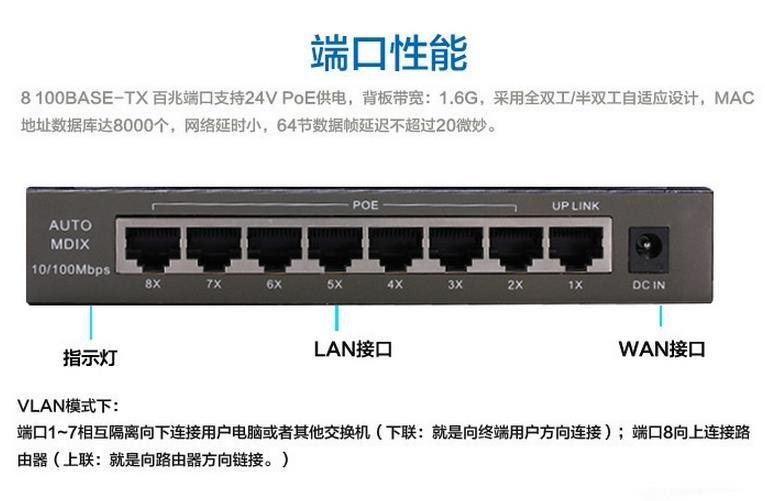 端口性能
8 100BASE-TX 百兆端口支持24V PoE供电，背板带宽：1.6G，采用全双工/半双工自适应设计，MAC
地址数据库达8000个，网络延时小，64节数据帧延迟不超过20微妙。
POE
UP LINK
AUTO
MDIX
10/100Mbps
8X 7X 6X 5X 4X 3X 2X 1X DC IN
指示灯 LAN接口 WAN接口
VLAN模式下：
端口1~7相互隔离向下连接用户电脑或者其他交换机（下联：就是向终端用户方向连接）；端口8向上连接路
由器（上联：就是向路由器方向链接。）